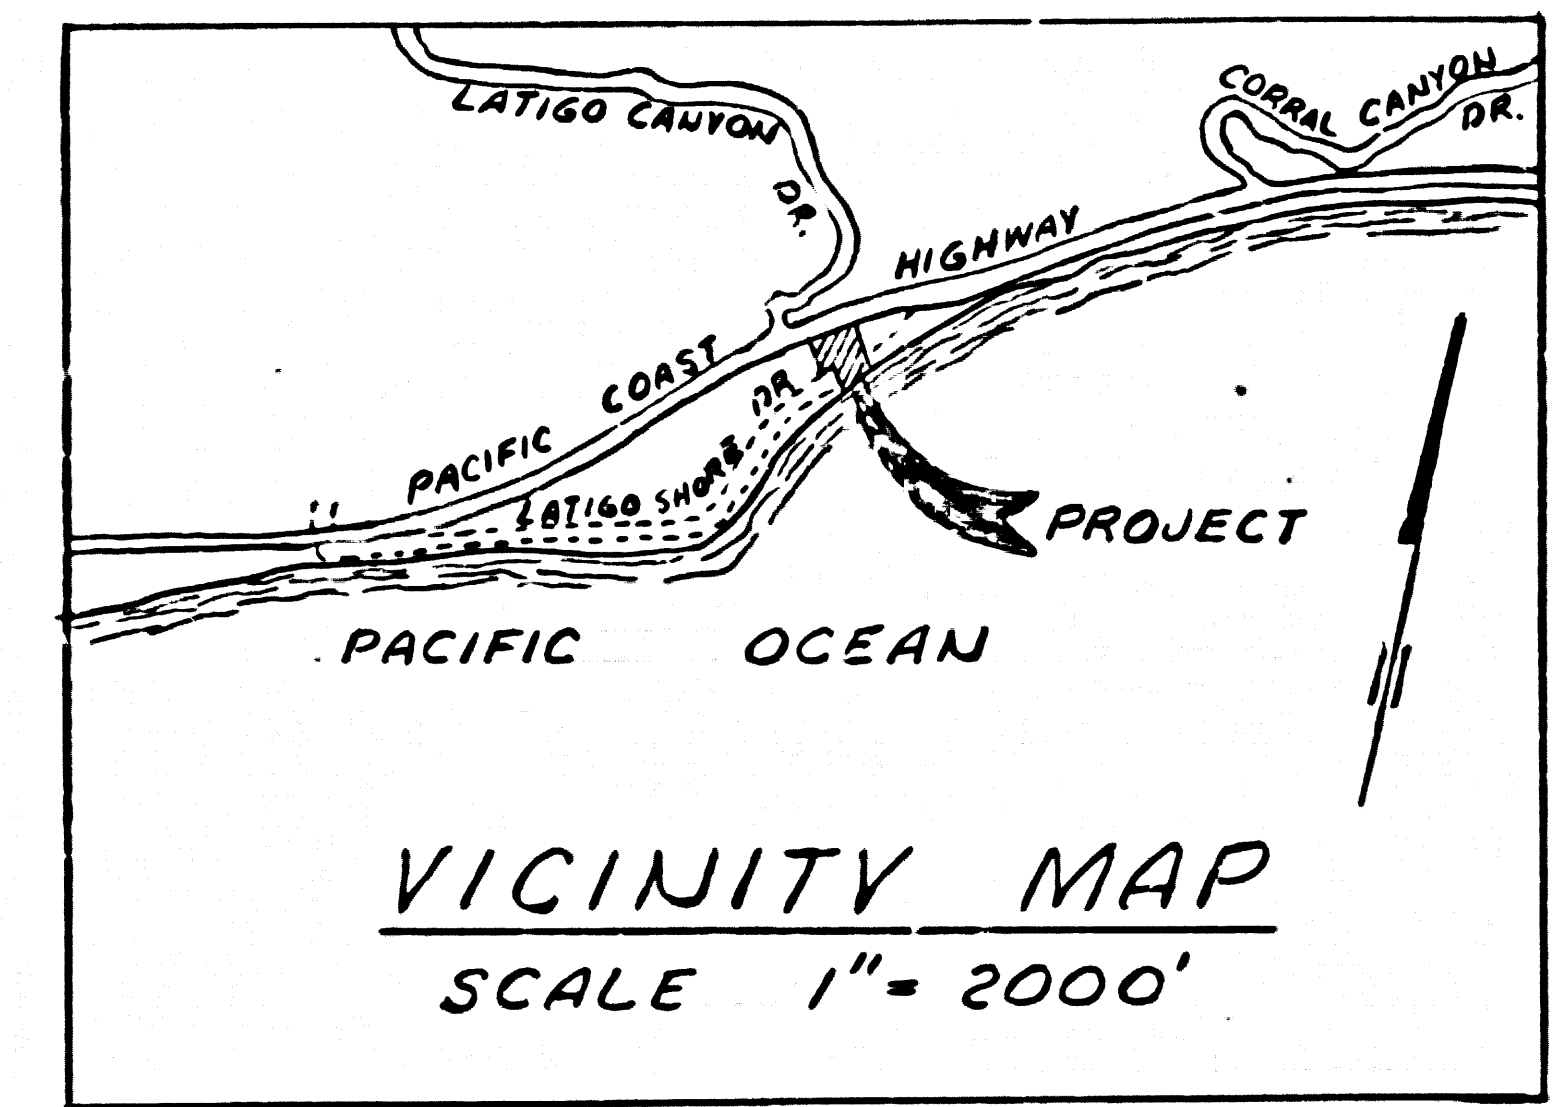 LATIGO CANYON DR.
CORRAL CANYON DR.
PACIFIC COAST HIGHWAY
LATIGO SHORE DR
PROJECT
PACIFIC OCEAN
VICINITY MAP
SCALE 1"= 2000'